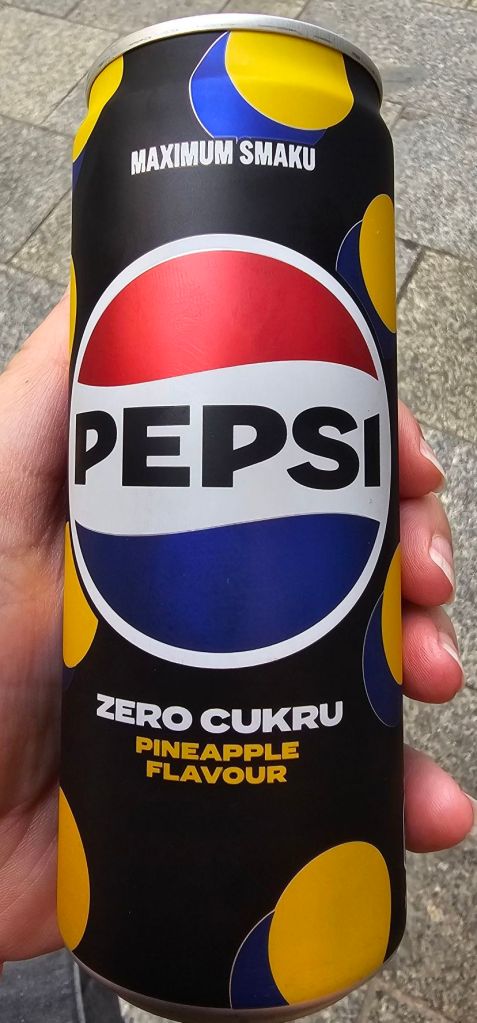 MAXIMUM SMAKU
PEPSI
ZERO CUKRU
PINEAPPLE
FLAVOUR